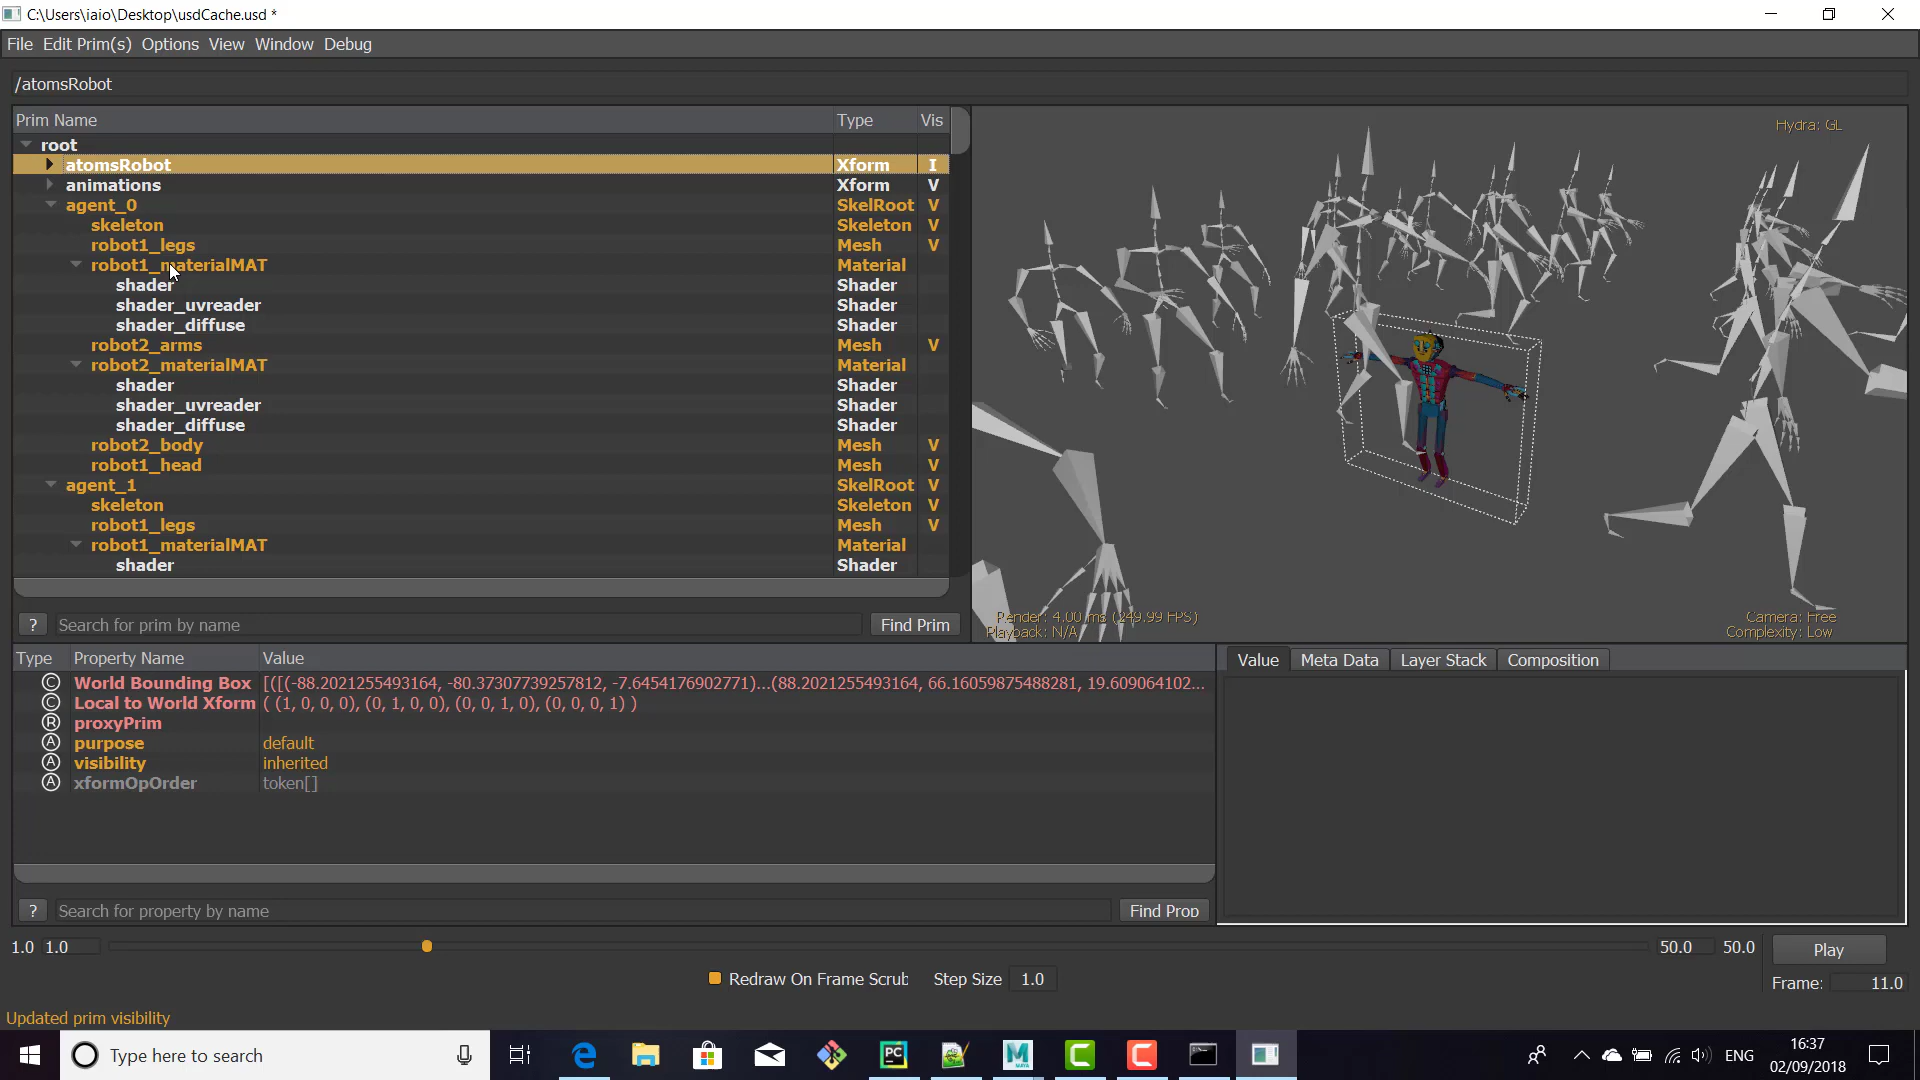 C:\Users\iaio\Desktop\usdCache.usd *
File Edit Prim(s) Options View Window Debug
/atomsRobot
Prim Name Type Vis
root
atomsRobot Xform I
animations Xform V
agent_0 SkelRoot V
skeleton Skeleton V
robot1_legs Mesh V
robot1_materialMAT Material
shader Shader
shader_uvreader Shader
shader_diffuse Shader
robot2_arms Mesh V
robot2_materialMAT Material
shader Shader
shader_uvreader Shader
shader_diffuse Shader
robot2_body Mesh V
robot1_head Mesh V
agent_1 SkelRoot V
skeleton Skeleton V
robot1_legs Mesh V
robot1_materialMAT Material
shader Shader
? Search for prim by name Find Prim
Hydra: GL
Render: 4.00 ms (249.99 FPS)
Playback: N/A
Camera: Free
Complexity: Low
Type Property Name Value
C World Bounding Box [([(-88.2021255493164, -80.37307739257812, -7.6454176902771)...(88.2021255493164, 66.16059875488281, 19.609064102...
C Local to World Xform ( (1, 0, 0, 0), (0, 1, 0, 0), (0, 0, 1, 0), (0, 0, 0, 1) )
R proxyPrim
A purpose default
A visibility inherited
A xformOpOrder token[]
? Search for property by name Find Prop
Value Meta Data Layer Stack Composition
1.0 1.0 50.0 50.0 Play
Redraw On Frame Scrub Step Size 1.0 Frame: 11.0
Updated prim visibility
Type here to search
PC
M
C
C
ENG
16:37
02/09/2018